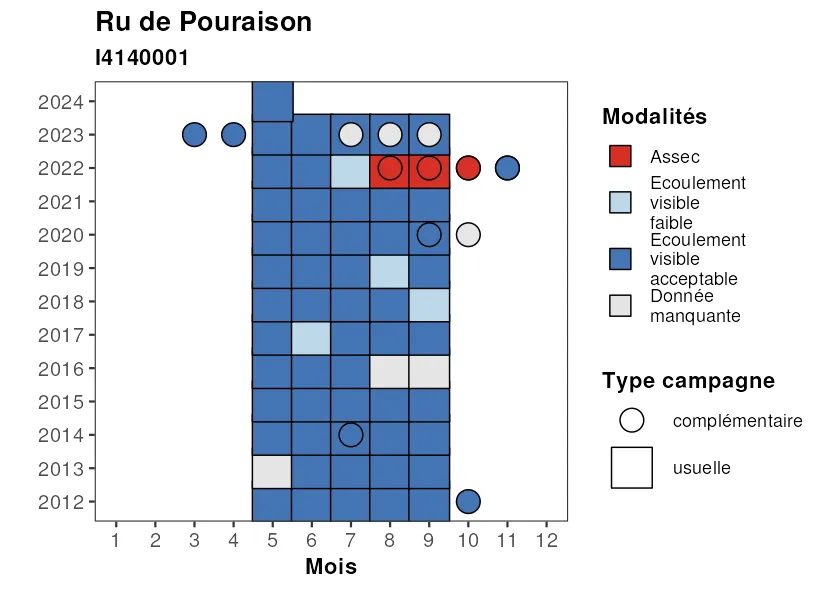 Ru de Pouraison
I4140001
2024
2023
2022
2021
2020
2019
2018
2017
2016
2015
2014
2013
2012
1 2 3 4 5 6 7 8 9 10 11 12
Mois
Modalités
Assec
Ecoulement
visible
faible
Ecoulement
visible
acceptable
Donnée
manquante
Type campagne
complémentaire
usuelle